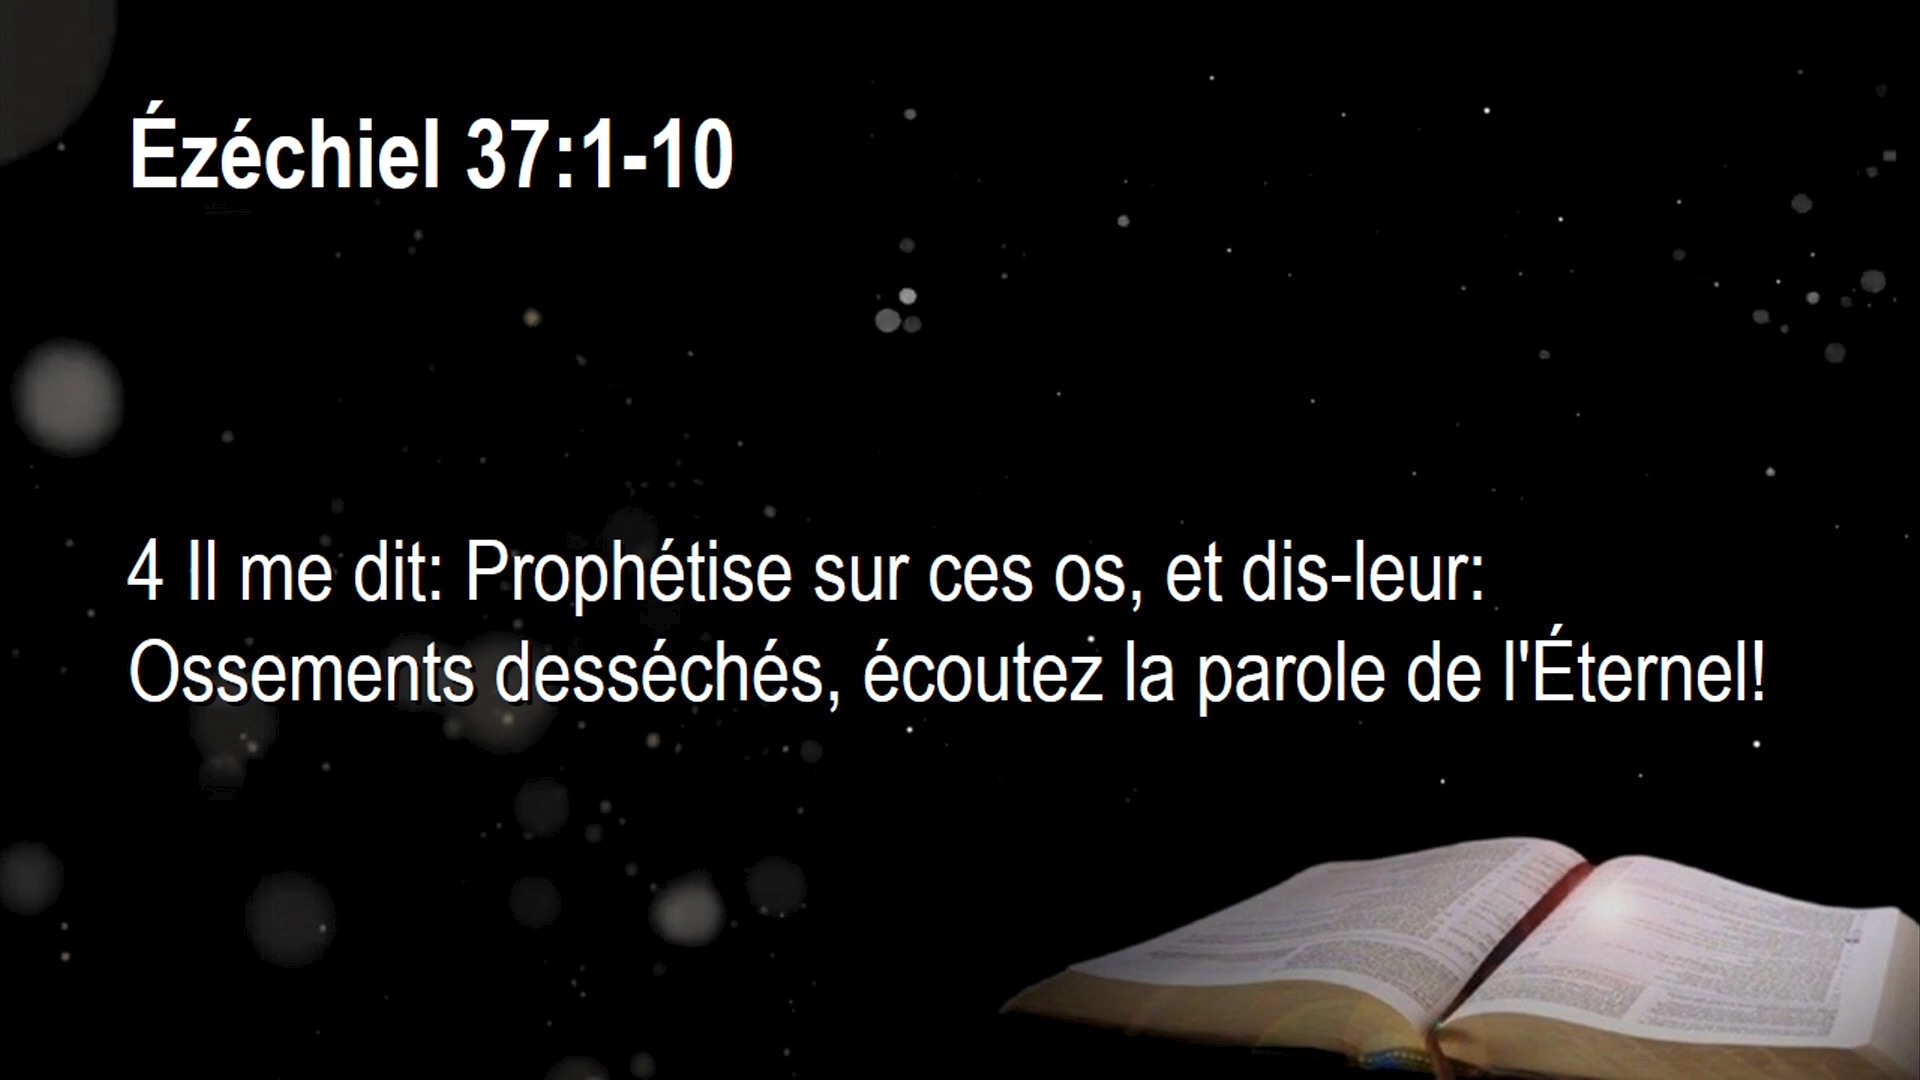 Ézéchiel 37:1-10
4 Il me dit: Prophétise sur ces os, et dis-leur:
Ossements desséchés, écoutez la parole de l'Éternel!